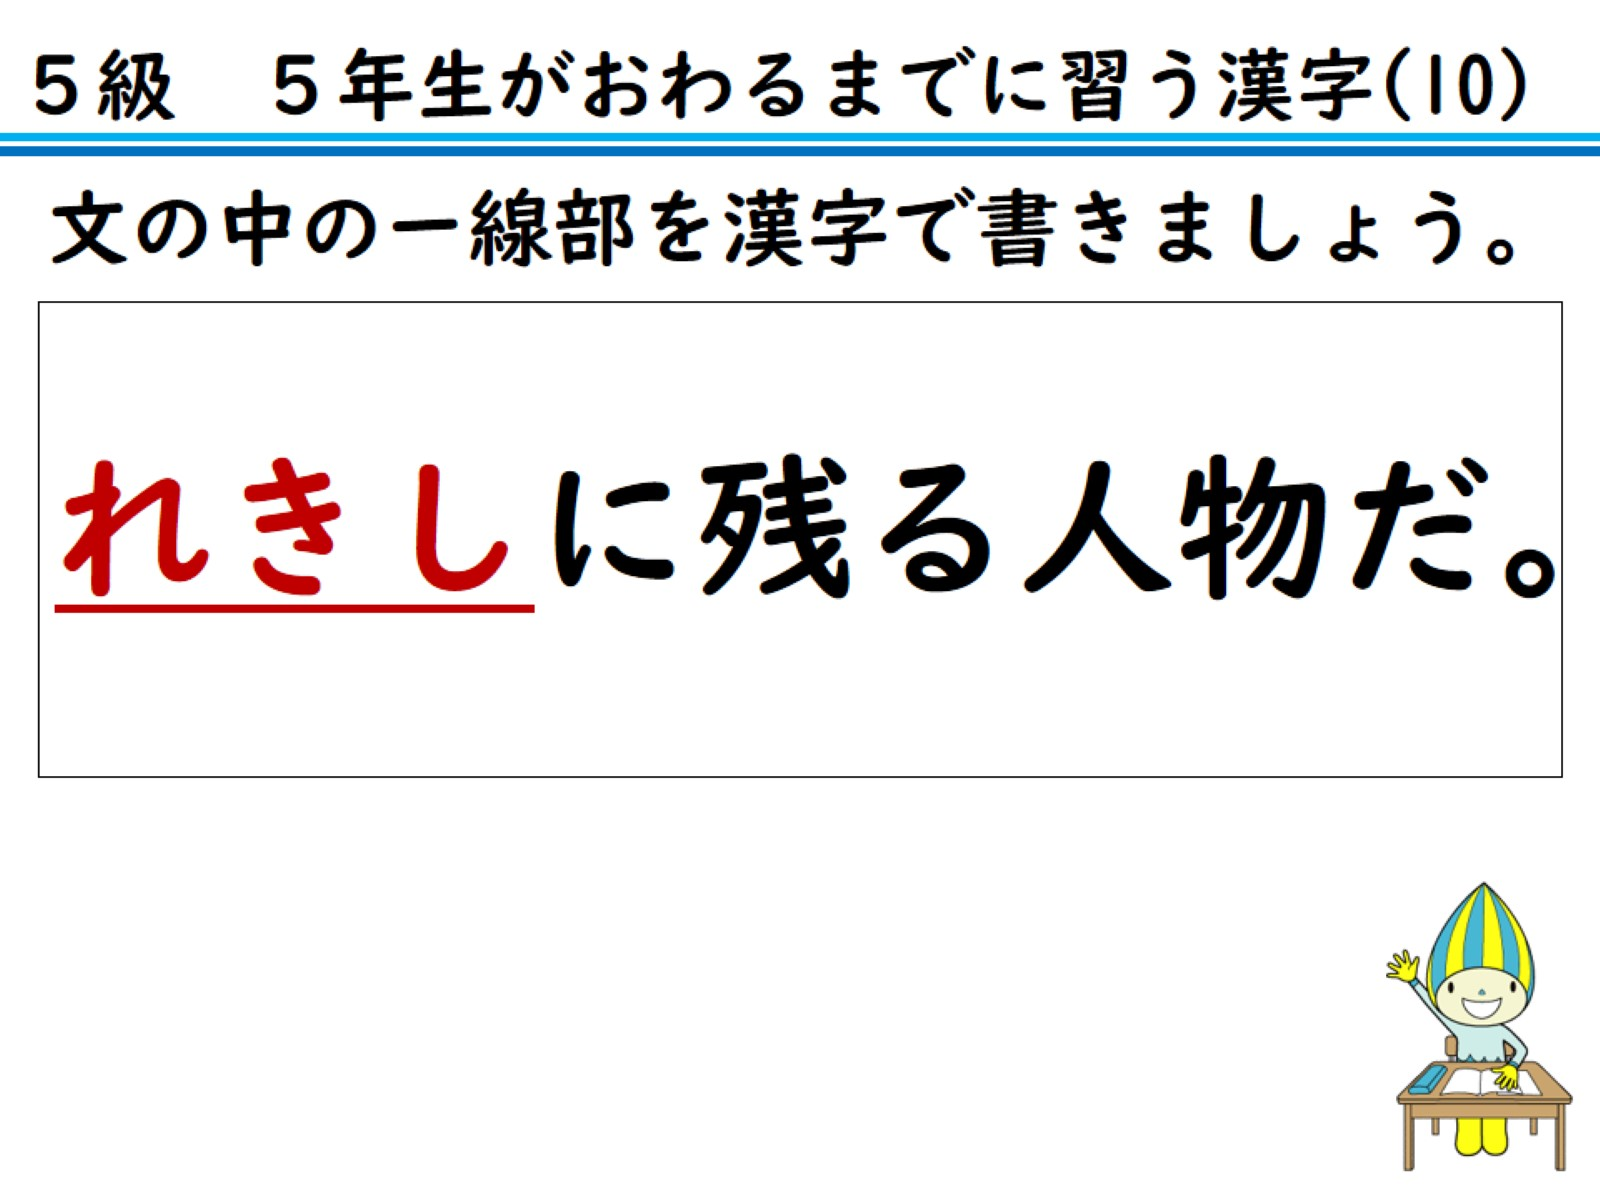 ５級　５年生がおわるまでに習う漢字(10)
文の中の一線部を漢字で書きましょう。
れきしに残る人物だ。